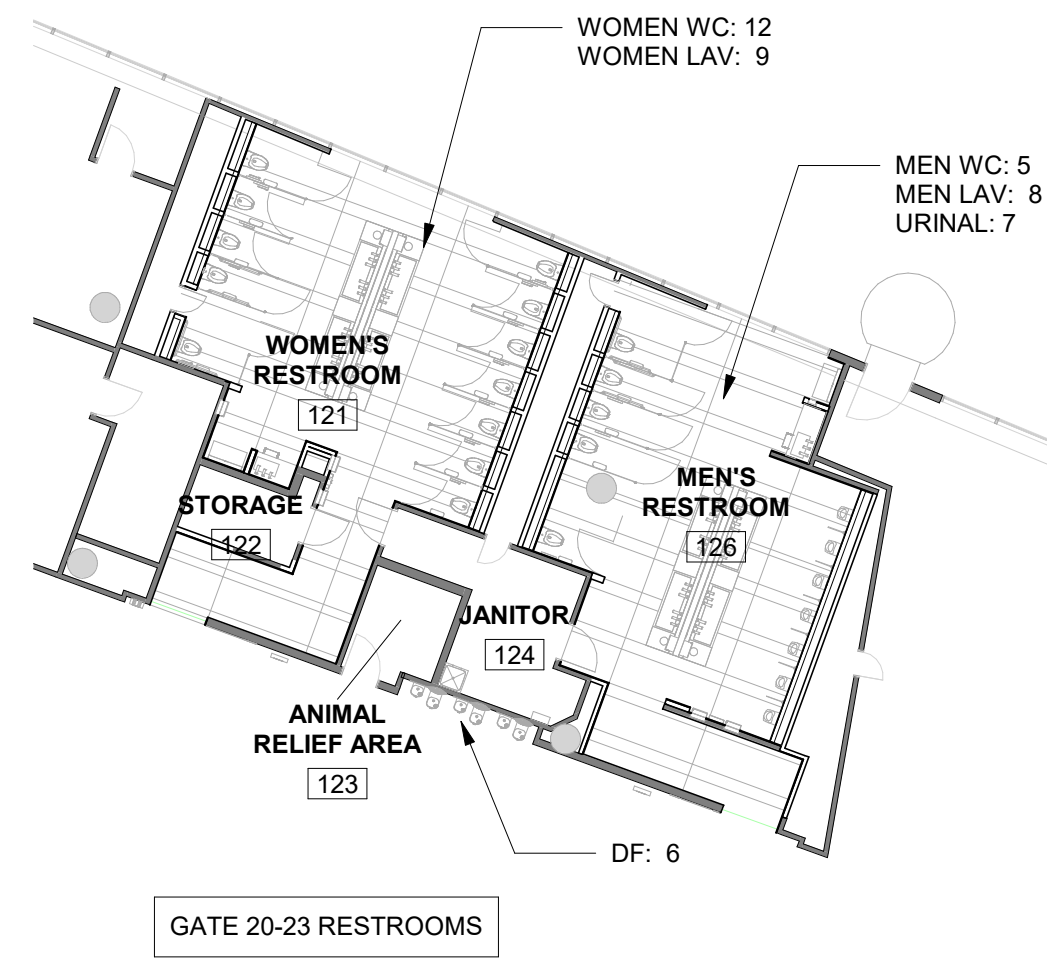 WOMEN WC: 12
WOMEN LAV: 9
MEN WC: 5
MEN LAV: 8
URINAL: 7
WOMEN'S
RESTROOM
121
MEN'S
RESTROOM
126
STORAGE
122
JANITOR
124
ANIMAL
RELIEF AREA
123
DF: 6
GATE 20-23 RESTROOMS